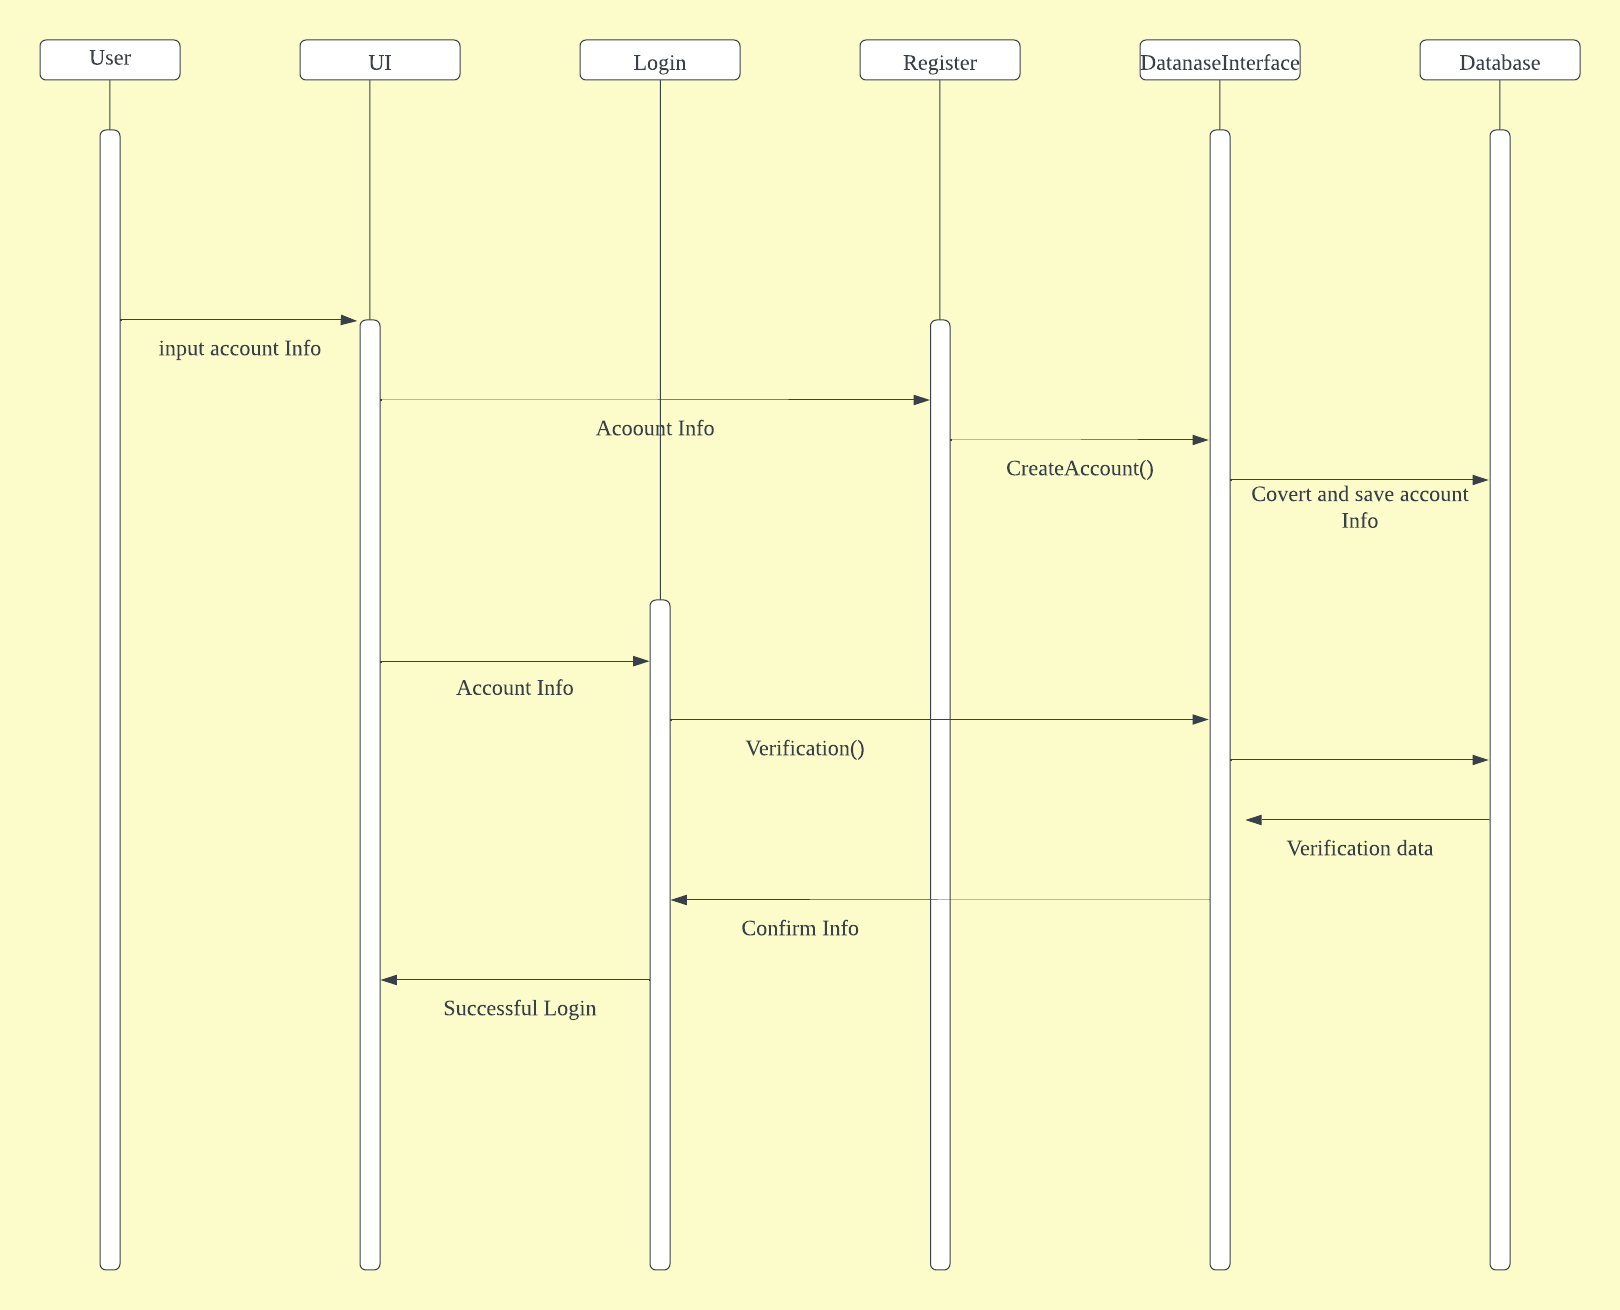 User
UI
Login
Register
DatanaseInterface
Database
input account Info
Acoount Info
CreateAccount()
Covert and save account
Info
Account Info
Verification()
Verification data
Confirm Info
Successful Login